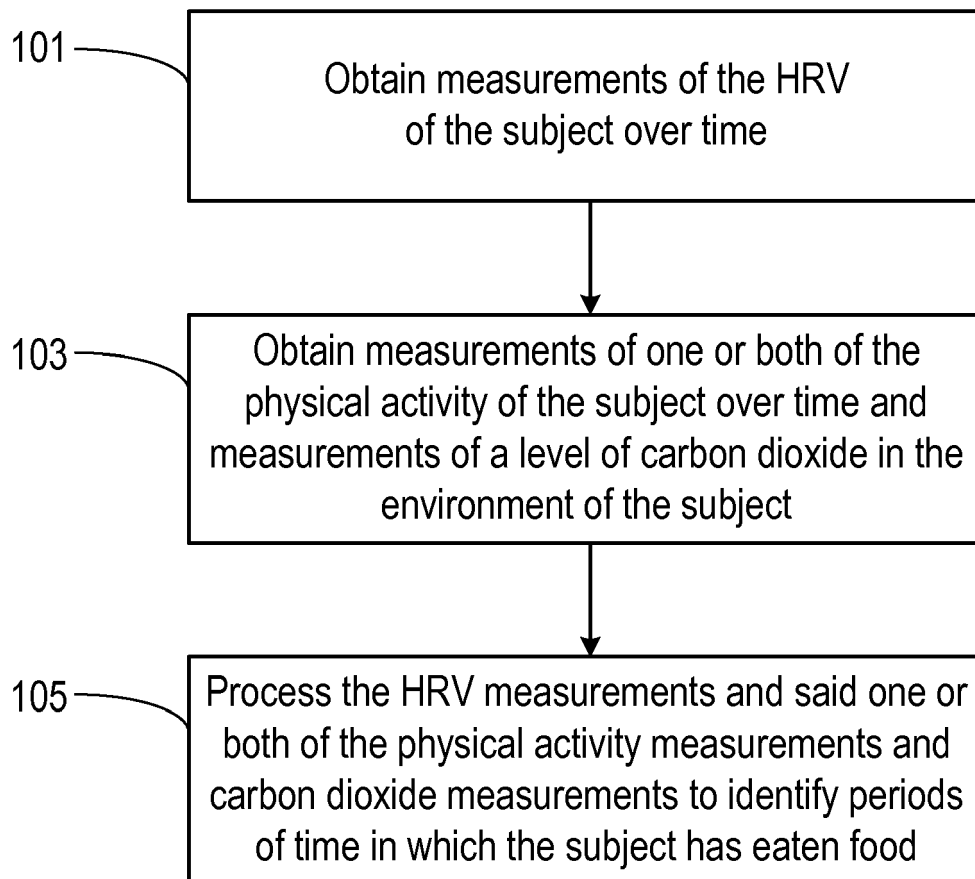 101
Obtain measurements of the HRV
of the subject over time
103
Obtain measurements of one or both of the
physical activity of the subject over time and
measurements of a level of carbon dioxide in the
environment of the subject
105
Process the HRV measurements and said one or
both of the physical activity measurements and
carbon dioxide measurements to identify periods
of time in which the subject has eaten food